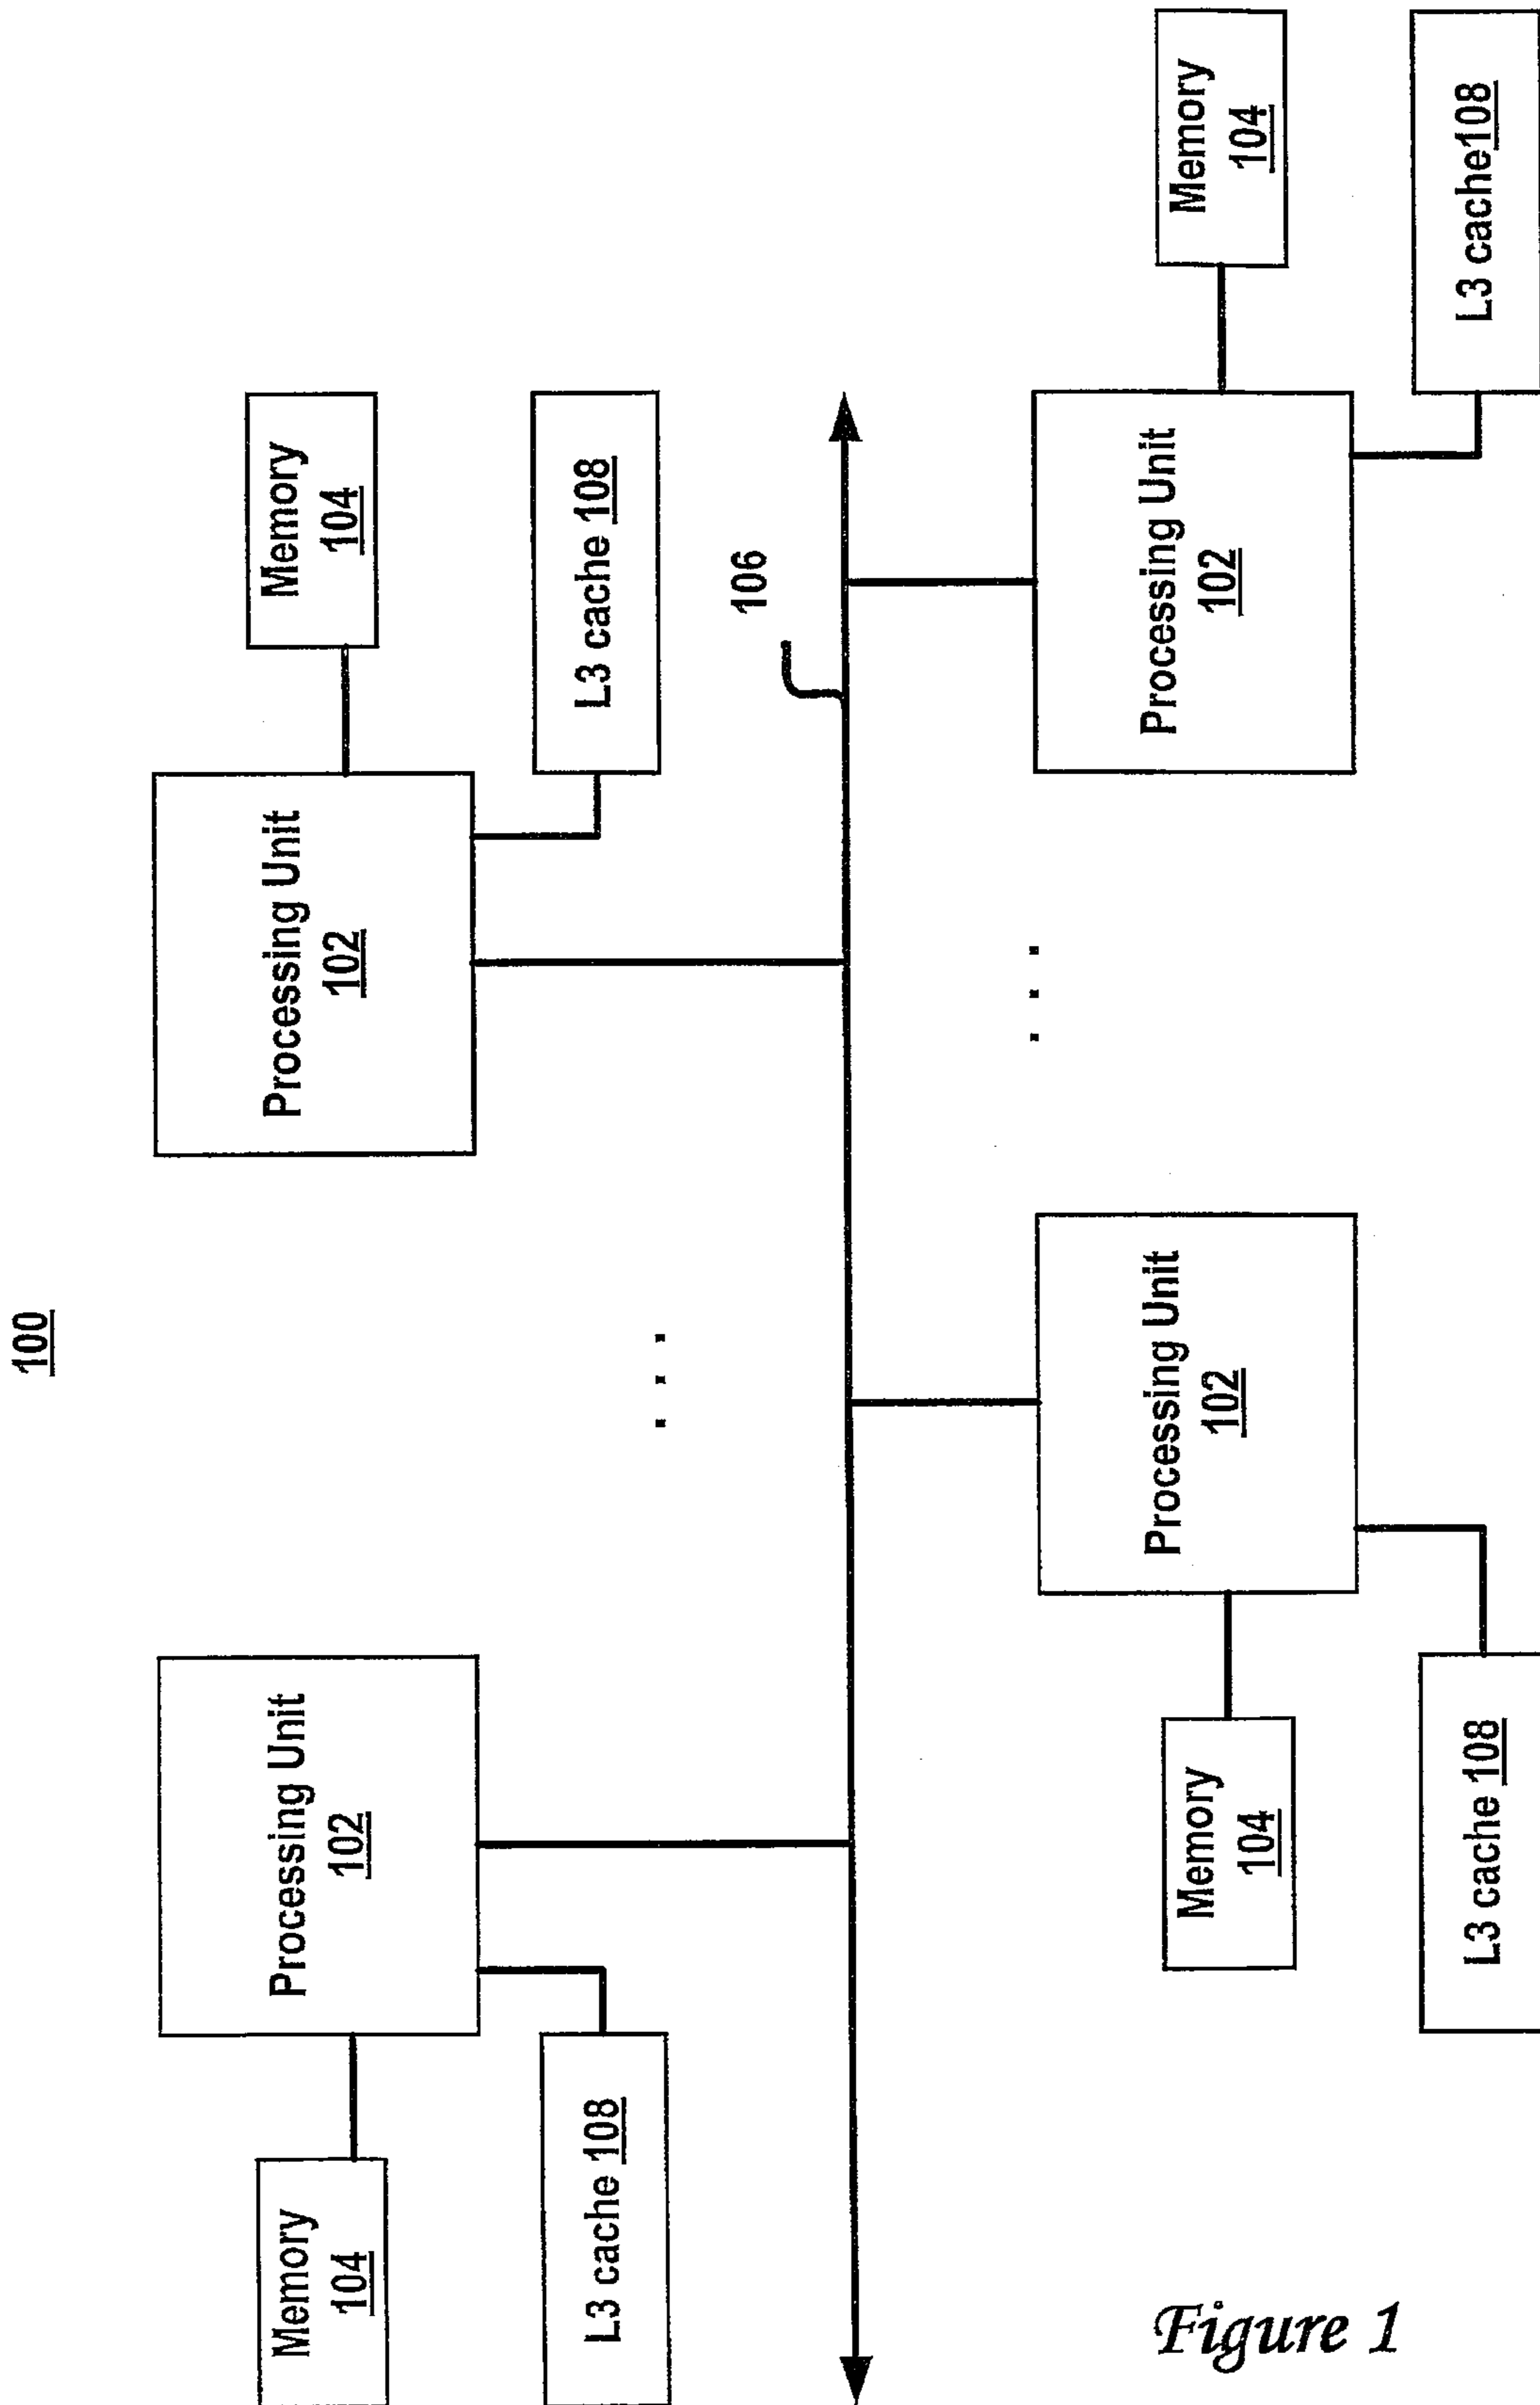 100
Memory
104
Processing Unit
102
L3 cache 108
Processing Unit
102
Memory
104
L3 cache 108
106
Memory
104
Processing Unit
102
L3 cache 108
Processing Unit
102
Memory
104
L3 cache108
Figure 1